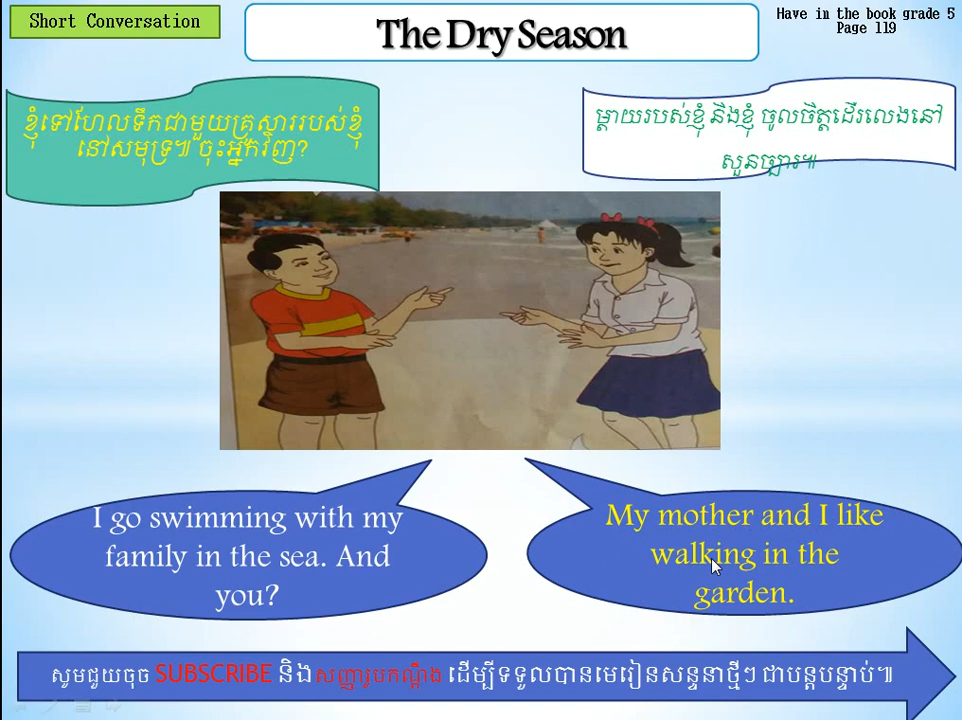 Short Conversation
The Dry Season
Have in the book grade 5
Page 119
ខ្ញុំទៅហែលទឹកជាមួយគ្រួសាររបស់ខ្ញុំ
នៅសមុទ្រ៕ ចុះអ្នកវិញ?
ម្ដាយរបស់ខ្ញុំ និងខ្ញុំ ចូលចិត្តដើរលេងនៅ
សួនច្បារ៕
I go swimming with my
family in the sea. And
you?
My mother and I like
walking in the
garden.
សូមជួយចុច SUBSCRIBE និងសញ្ញារូបកណ្ដឹង ដើម្បីទទួលបានមេរៀនសន្ទនាថ្មីៗ ជាបន្តបន្ទាប់៕